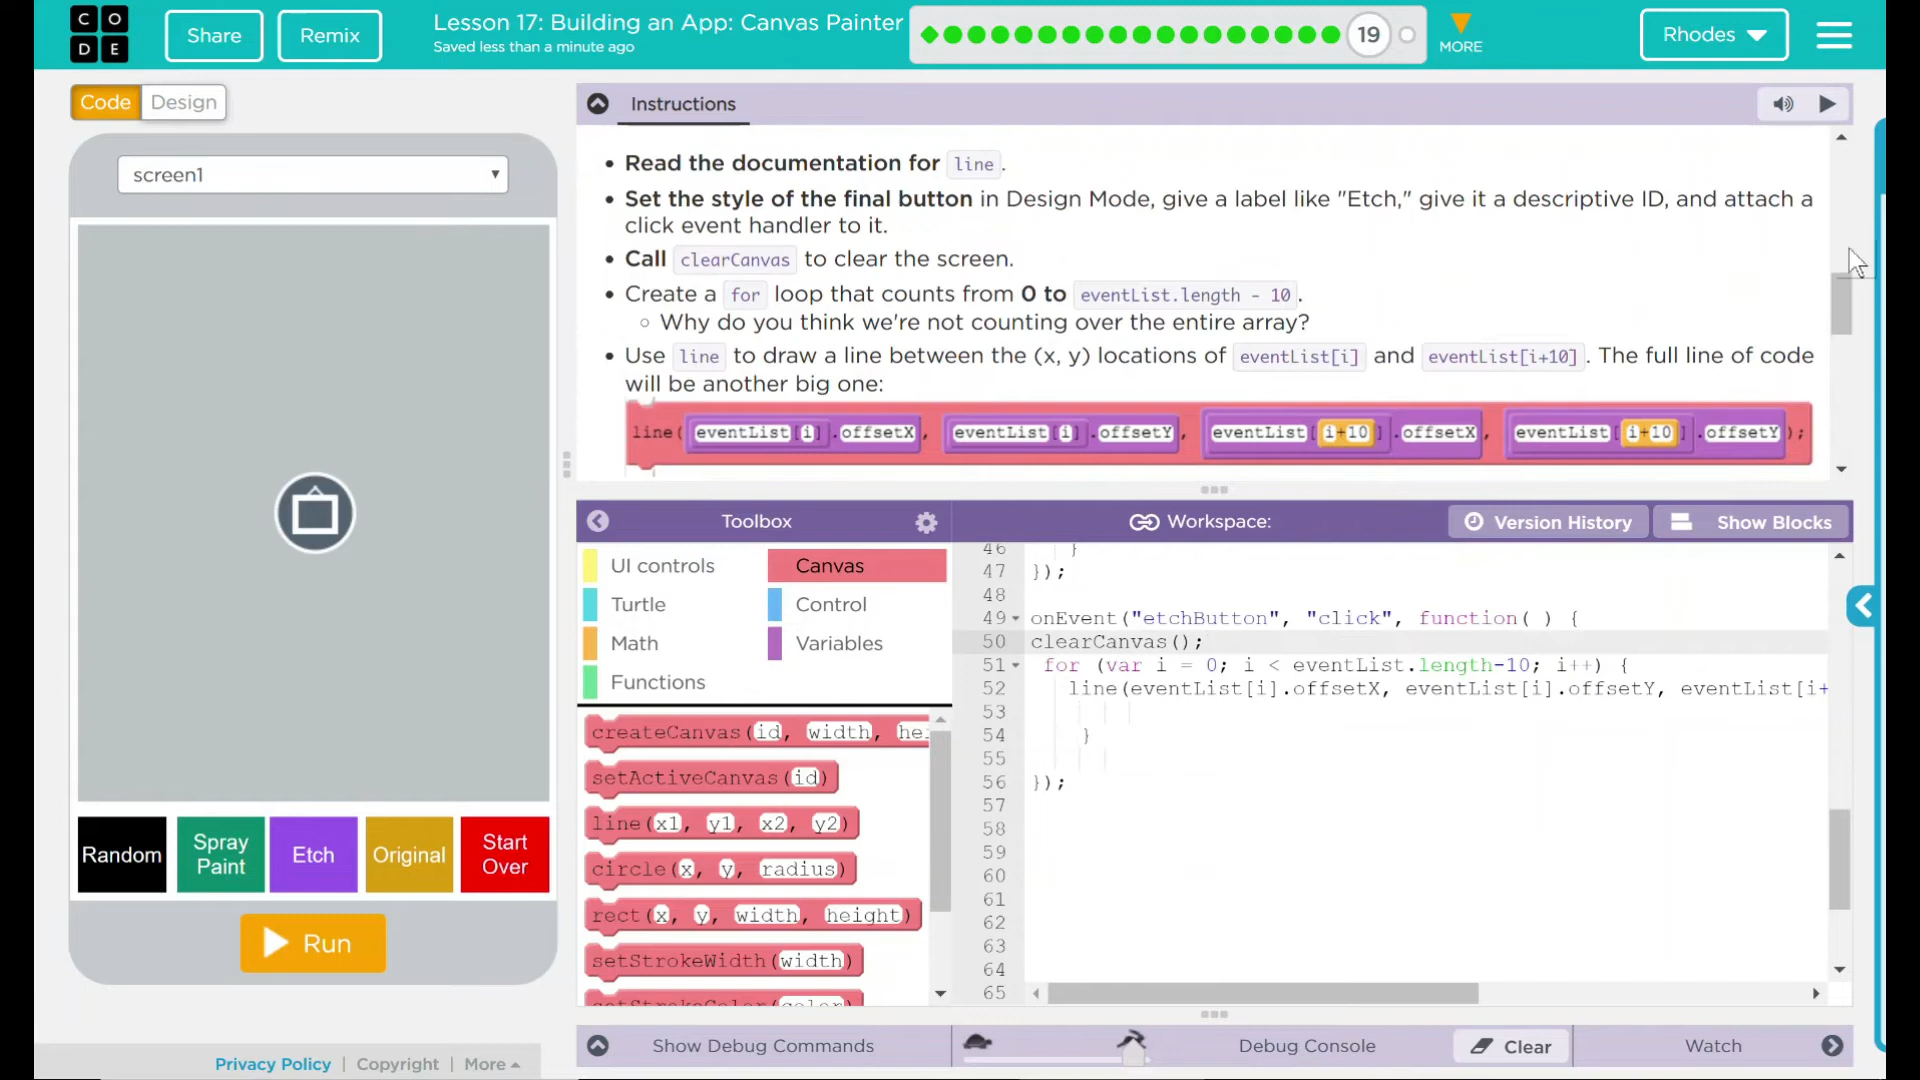 CODE
Share
Remix
Lesson 17: Building an App: Canvas Painter
Saved less than a minute ago
19
MORE
Rhodes
Code
Design
screen1
Random
Spray
Paint
Etch
Original
Start
Over
Run
Privacy Policy | Copyright | More
Instructions
• Read the documentation for line.
• Set the style of the final button in Design Mode, give a label like "Etch," give it a descriptive ID, and attach a
click event handler to it.
• Call clearCanvas to clear the screen.
• Create a for loop that counts from 0 to eventList.length - 10.
○ Why do you think we're not counting over the entire array?
• Use line to draw a line between the (x, y) locations of eventList[i] and eventList[i+10]. The full line of code
will be another big one:
line(eventList[i].offsetX, eventList[i].offsetY, eventList[i+10].offsetX, eventList[i+10].offsetY);
Toolbox
UI controls
Canvas
Turtle
Control
Math
Variables
Functions
createCanvas(id, width, hei
setActiveCanvas(id)
line(x1, y1, x2, y2)
circle(x, y, radius)
rect(x, y, width, height)
setStrokeWidth(width)
setStrokeColor(color)
Workspace:
Version History
Show Blocks
46 }
47 });
48
49 onEvent("etchButton", "click", function( ) {
50 clearCanvas();
51 for (var i = 0; i < eventList.length-10; i++) {
52 line(eventList[i].offsetX, eventList[i].offsetY, eventList[i+
53
54 }
55
56 });
57
58
59
60
61
62
63
64
65
Show Debug Commands
Debug Console
Clear
Watch